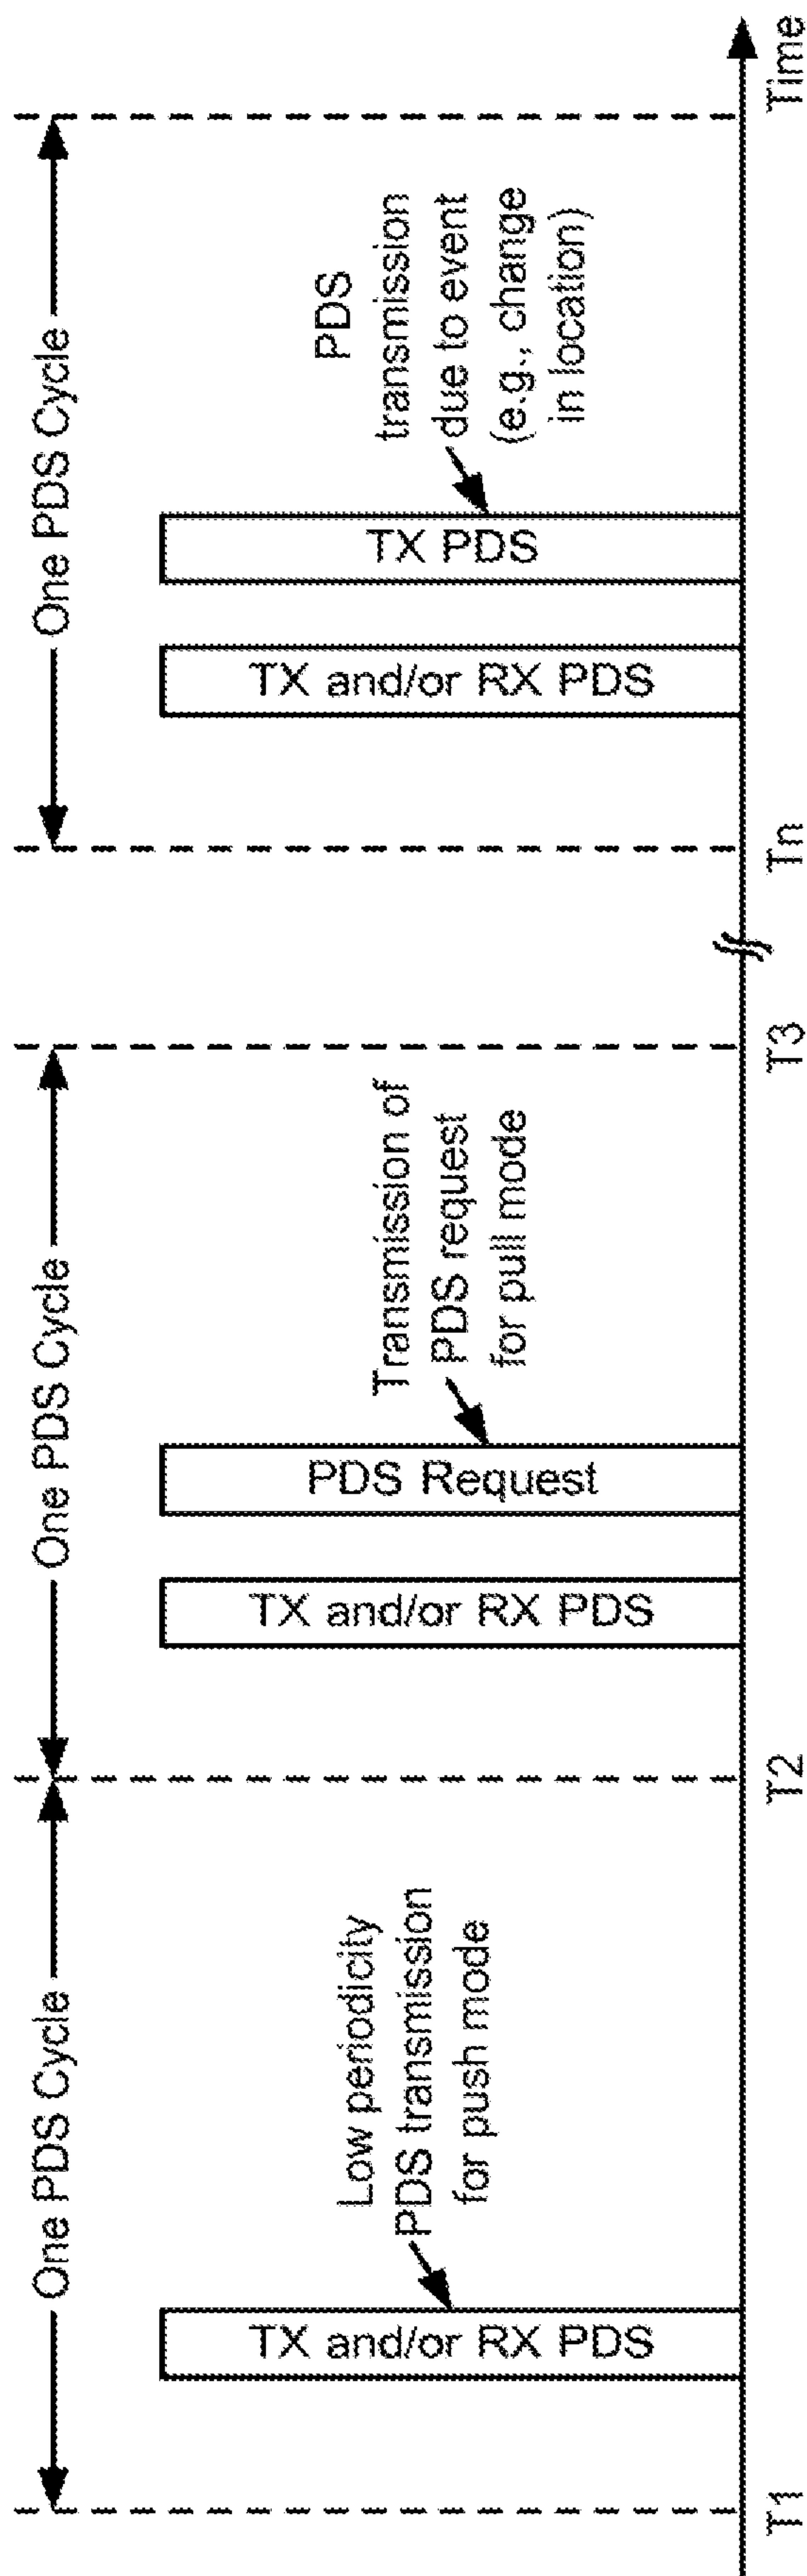 One PDS Cycle
One PDS Cycle
One PDS Cycle
TX and/or RX PDS
Low periodicity
PDS transmission
for push mode
TX and/or RX PDS
PDS Request
Transmission of
PDS request
for pull mode
TX and/or RX PDS
TX PDS
PDS
transmission
due to event
(e.g., change
in location)
T1
T2
T3
Tn
Time